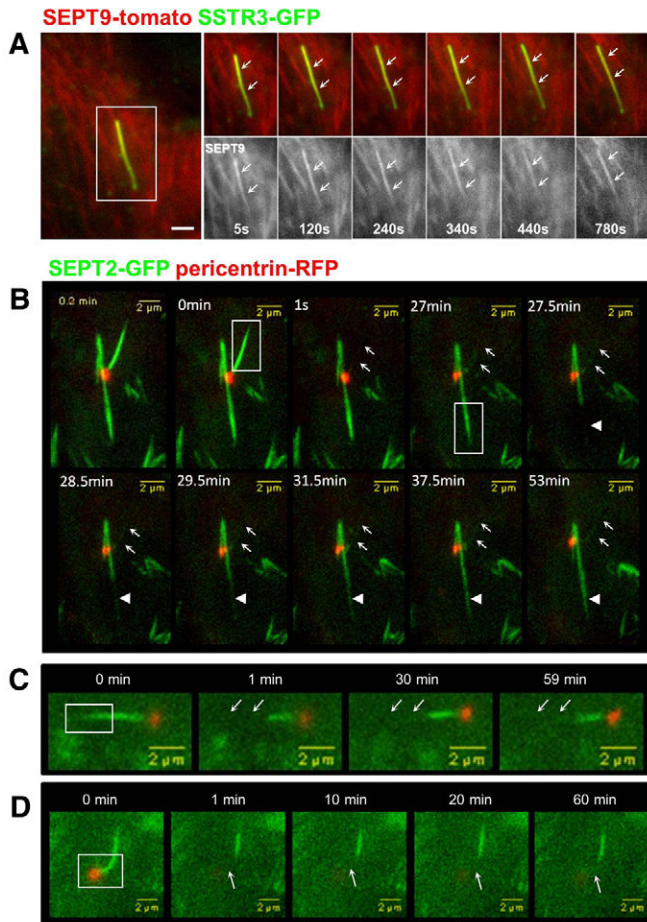 SEPT9-tomato SSTR3-GFP
A
SEPT9
5s 120s 240s 340s 440s 780s
SEPT2-GFP pericentrin-RFP
B
0.2 min 2 μm 0min 2 μm 1s 2 μm 27min 2 μm 27.5min 2 μm
28.5min 2 μm 29.5min 2 μm 31.5min 2 μm 37.5min 2 μm 53min 2 μm
C
0 min 1 min 30 min 59 min
2 μm 2 μm 2 μm 2 μm
D
0 min 1 min 10 min 20 min 60 min
2 μm 2 μm 2 μm 2 μm 2 μm